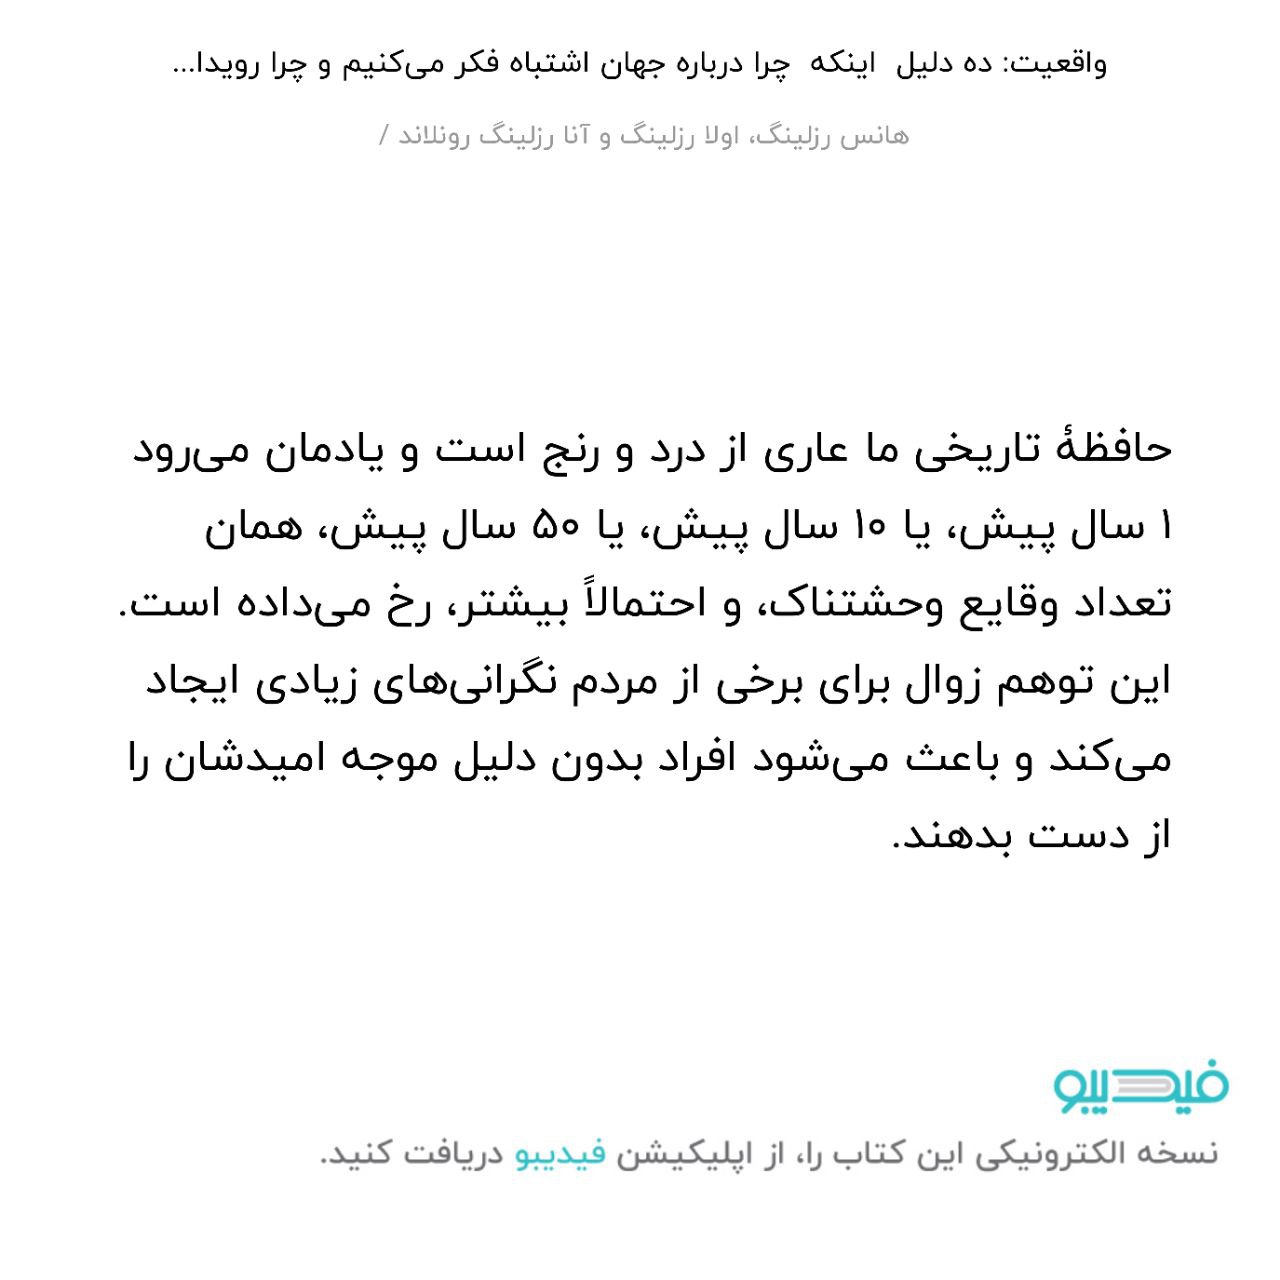 واقعیت: ده دلیل اینکه چرا درباره جهان اشتباه فکر می‌کنیم و چرا رویدا...
هانس رزلینگ، اولا رزلینگ و آنا رزلینگ رونلاند /
حافظهٔ تاریخی ما عاری از درد و رنج است و یادمان می‌رود
۱ سال پیش، یا ۱۰ سال پیش، یا ۵۰ سال پیش، همان
تعداد وقایع وحشتناک، و احتمالاً بیشتر، رخ می‌داده است.
این توهم زوال برای برخی از مردم نگرانی‌های زیادی ایجاد
می‌کند و باعث می‌شود افراد بدون دلیل موجه امیدشان را
از دست بدهند.
فیدیبو
نسخه الکترونیکی این کتاب را، از اپلیکیشن فیدیبو دریافت کنید.